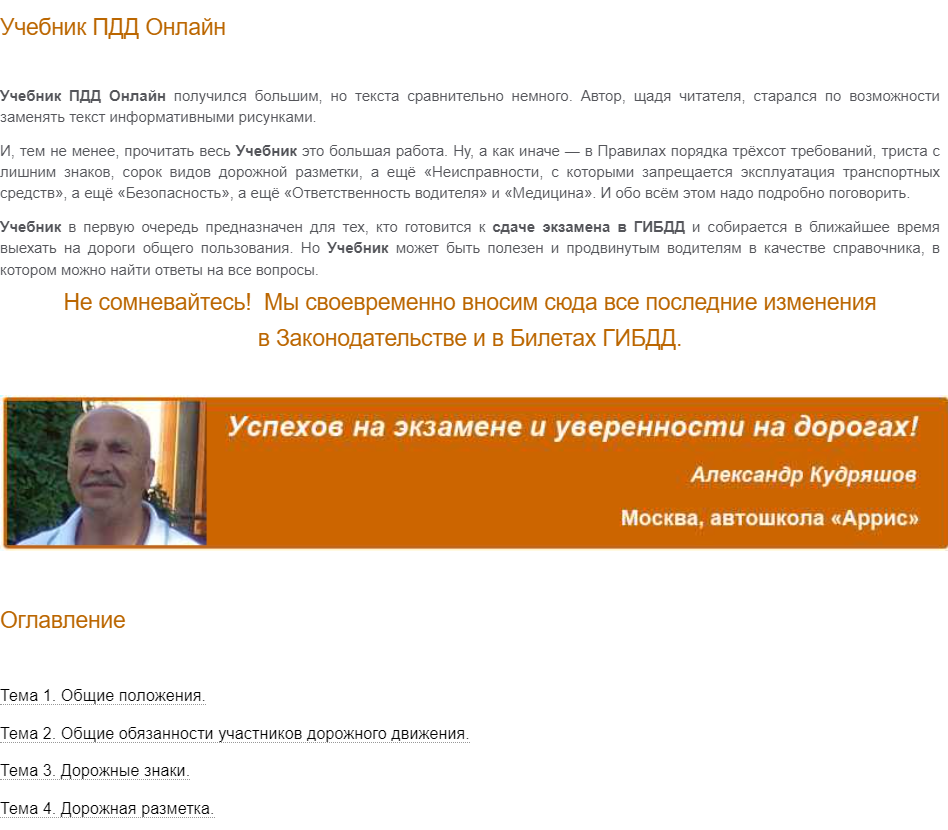 Учебник ПДД Онлайн
Учебник ПДД Онлайн получился большим, но текста сравнительно немного. Автор, щадя читателя, старался по возможности
заменять текст информативными рисунками.
И, тем не менее, прочитать весь Учебник это большая работа. Ну, а как иначе — в Правилах порядка трёхсот требований, триста с
лишним знаков, сорок видов дорожной разметки, а ещё «Неисправности, с которыми запрещается эксплуатация транспортных
средств», а ещё «Безопасность», а ещё «Ответственность водителя» и «Медицина». И обо всём этом надо подробно поговорить.
Учебник в первую очередь предназначен для тех, кто готовится к сдаче экзамена в ГИБДД и собирается в ближайшее время
выехать на дороги общего пользования. Но Учебник может быть полезен и продвинутым водителям в качестве справочника, в
котором можно найти ответы на все вопросы.
Не сомневайтесь!  Мы своевременно вносим сюда все последние изменения
в Законодательстве и в Билетах ГИБДД.
Успехов на экзамене и уверенности на дорогах!
Александр Кудряшов
Москва, автошкола «Аррис»
Оглавление
Тема 1. Общие положения.
Тема 2. Общие обязанности участников дорожного движения.
Тема 3. Дорожные знаки.
Тема 4. Дорожная разметка.